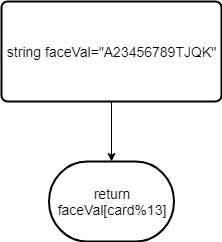 string faceVal="A23456789TJQK"
return
faceVal[card%13]